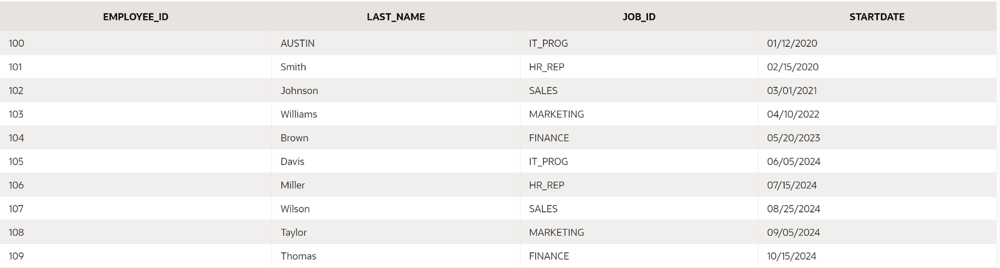 EMPLOYEE_ID LAST_NAME JOB_ID STARTDATE
100 AUSTIN IT_PROG 01/12/2020
101 Smith HR_REP 02/15/2020
102 Johnson SALES 03/01/2021
103 Williams MARKETING 04/10/2022
104 Brown FINANCE 05/20/2023
105 Davis IT_PROG 06/05/2024
106 Miller HR_REP 07/15/2024
107 Wilson SALES 08/25/2024
108 Taylor MARKETING 09/05/2024
109 Thomas FINANCE 10/15/2024